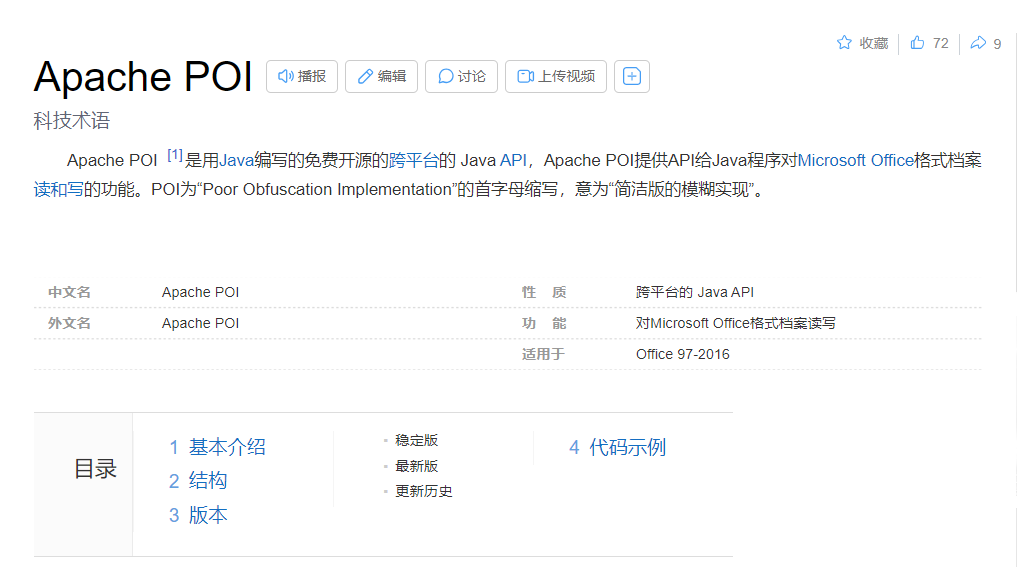 收藏 72 9
Apache POI 播报 编辑 讨论 上传视频
科技术语
Apache POI [1] 是用Java编写的免费开源的跨平台的 Java API，Apache POI提供API给Java程序对Microsoft Office格式档案
读和写的功能。POI为“Poor Obfuscation Implementation”的首字母缩写，意为“简洁版的模糊实现”。
中文名 Apache POI 性 质 跨平台的 Java API
外文名 Apache POI 功 能 对Microsoft Office格式档案读写
适用于 Office 97-2016
目录
1 基本介绍
2 结构
3 版本
▪ 稳定版
▪ 最新版
▪ 更新历史
4 代码示例